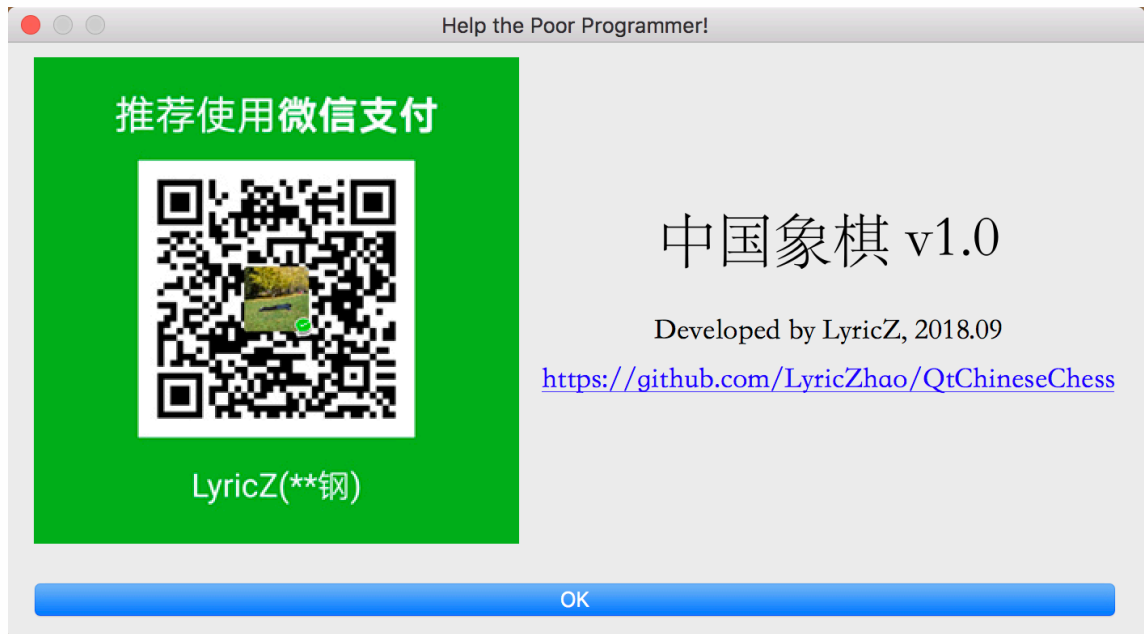 Help the Poor Programmer!
推荐使用微信支付
LyricZ(**钢)
中国象棋 v1.0
Developed by LyricZ, 2018.09
https://github.com/LyricZhao/QtChineseChess
OK